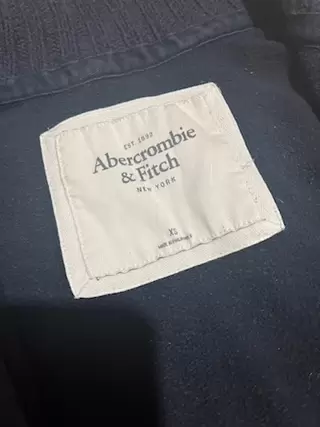 EST. 1892
Abercrombie
& Fitch
NEW YORK
XS